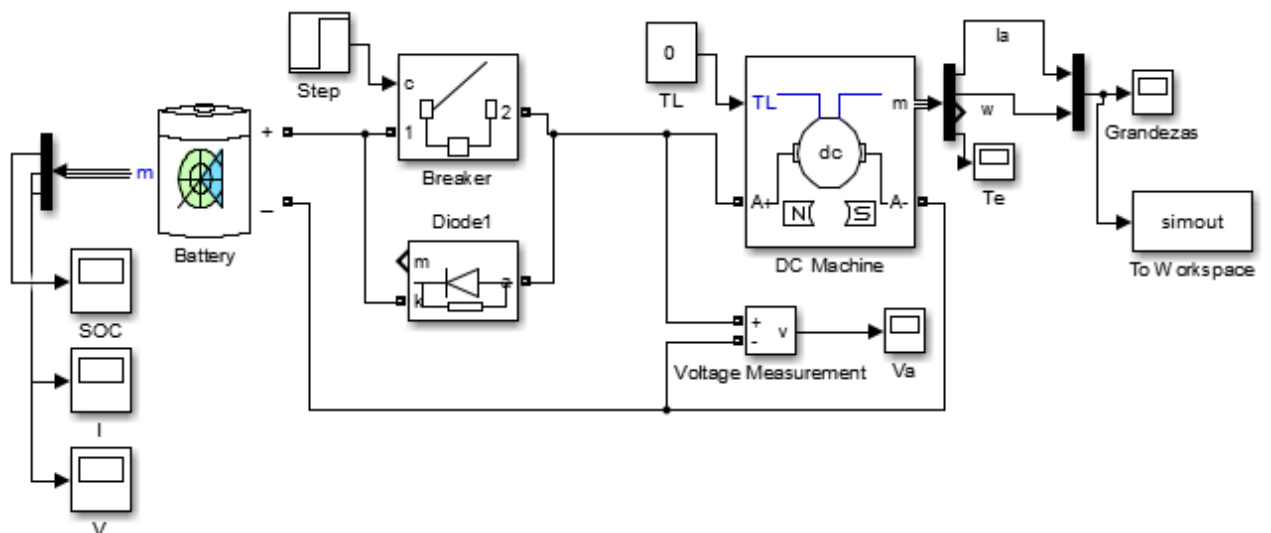 Step
c
1
2
Breaker
0
TL
TL
m
dc
A+
A-
N
S
DC Machine
Ia
w
Te
Grandezas
simout
To Workspace
m
+
_
Battery
Diode1
m
k
a
SOC
I
V
+
-
v
Voltage Measurement
Va